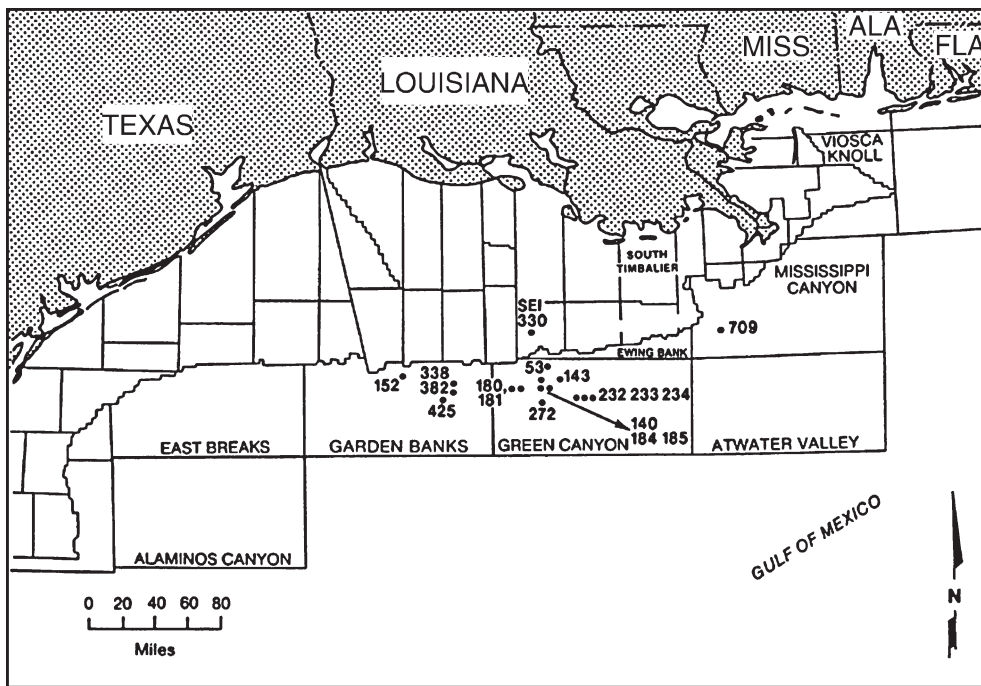 TEXAS
LOUISIANA
MISS
ALA
FLA
VIOSCA
KNOLL
SOUTH
TIMBALIER
MISSISSIPPI
CANYON
SEI
330
709
EWING BANK
152
338
382
425
180,
181
53
143
272
232 233 234
140
184 185
EAST BREAKS
GARDEN BANKS
GREEN CANYON
ATWATER VALLEY
ALAMINOS CANYON
GULF OF MEXICO
0 20 40 60 80
Miles
N